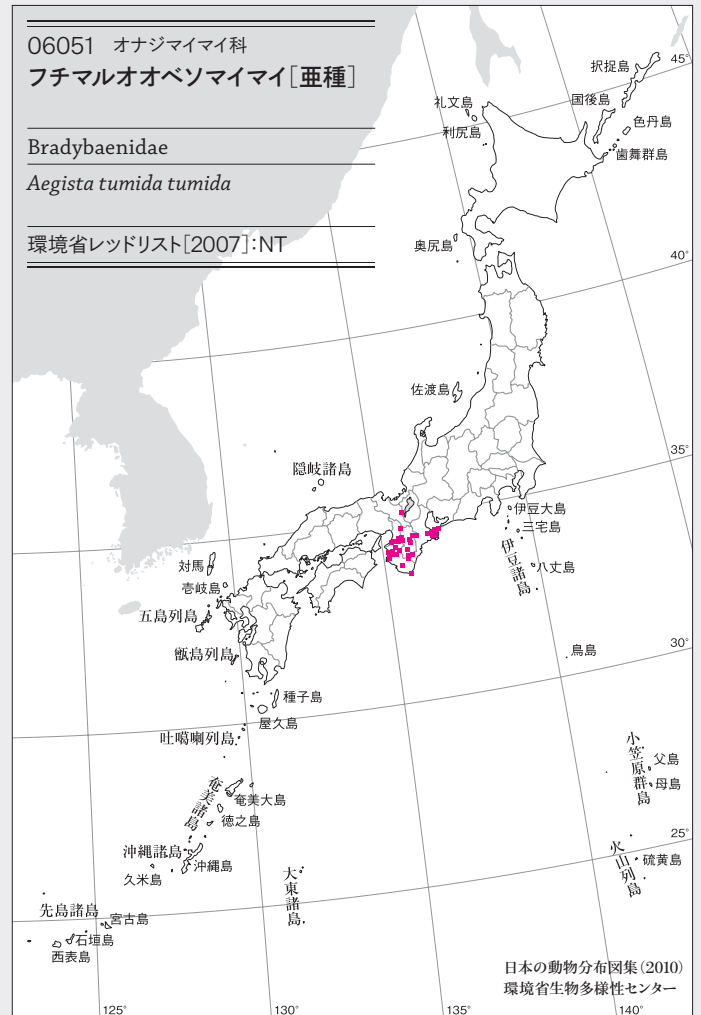 06051 オナジマイマイ科
フチマルオオベソマイマイ[亜種]
Bradybaenidae
Aegista tumida tumida
環境省レッドリスト[2007]:NT
択捉島
45°
礼文島
国後島
利尻島
色丹島
歯舞群島
奥尻島
40°
佐渡島
35°
隠岐諸島
伊豆大島
三宅島
伊豆諸島
八丈島
対馬
壱岐島
五島列島
甑島列島
鳥島
30°
種子島
屋久島
吐噶喇列島
小笠原群島
父島
母島
奄美諸島
奄美大島
徳之島
25°
沖縄諸島
沖縄島
久米島
火山列島
硫黄島
大東諸島
先島諸島
宮古島
石垣島
西表島
日本の動物分布図集(2010)
環境省生物多様性センター
125°
130°
135°
140°